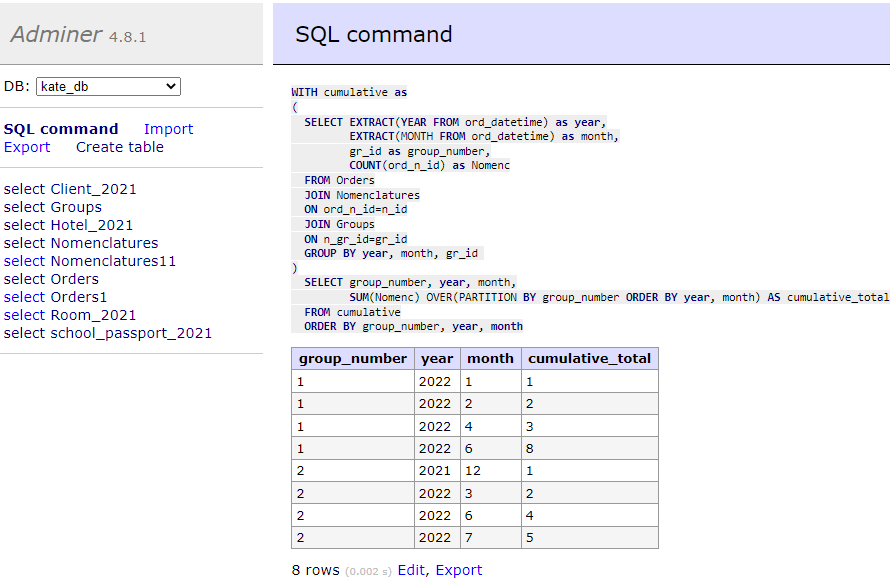 Adminer 4.8.1
DB: kate_db
SQL command Import
Export Create table
select Client_2021
select Groups
select Hotel_2021
select Nomenclatures
select Nomenclatures11
select Orders
select Orders1
select Room_2021
select school_passport_2021
SQL command
WITH cumulative as
(
SELECT EXTRACT(YEAR FROM ord_datetime) as year,
EXTRACT(MONTH FROM ord_datetime) as month,
gr_id as group_number,
COUNT(ord_n_id) as Nomenc
FROM Orders
JOIN Nomenclatures
ON ord_n_id=n_id
JOIN Groups
ON n_gr_id=gr_id
GROUP BY year, month, gr_id
)
SELECT group_number, year, month,
SUM(Nomenc) OVER(PARTITION BY group_number ORDER BY year, month) AS cumulative_total
FROM cumulative
ORDER BY group_number, year, month
group_number year month cumulative_total
1 2022 1 1
1 2022 2 2
1 2022 4 3
1 2022 6 8
2 2021 12 1
2 2022 3 2
2 2022 6 4
2 2022 7 5
8 rows (0.002 s) Edit, Export